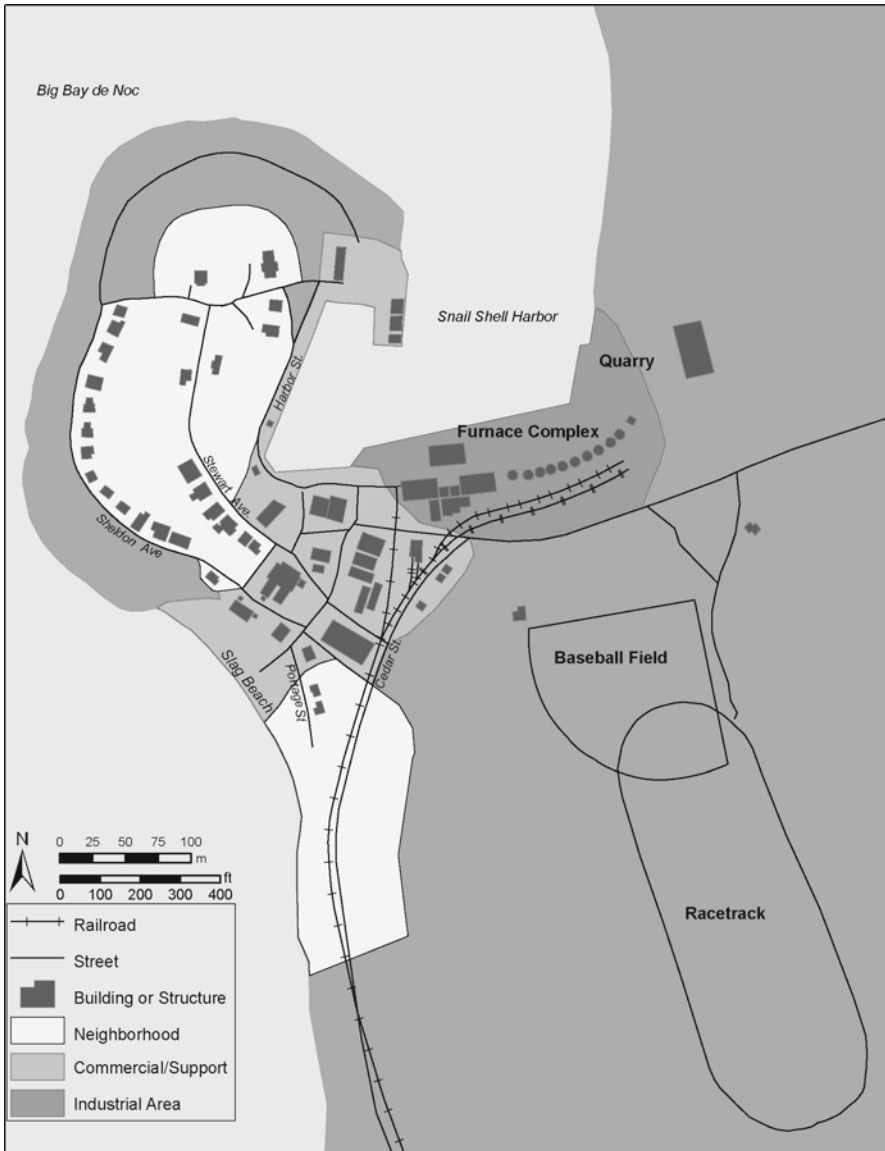 Big Bay de Noc
Snail Shell Harbor
Quarry
Harbor St.
Furnace Complex
Stewart Ave.
Sheldon Ave
Baseball Field
Slag Beach
Portage St
Cedar St.
Racetrack
N
0 25 50 75 100
m
ft
0 100 200 300 400
Railroad
Street
Building or Structure
Neighborhood
Commercial/Support
Industrial Area